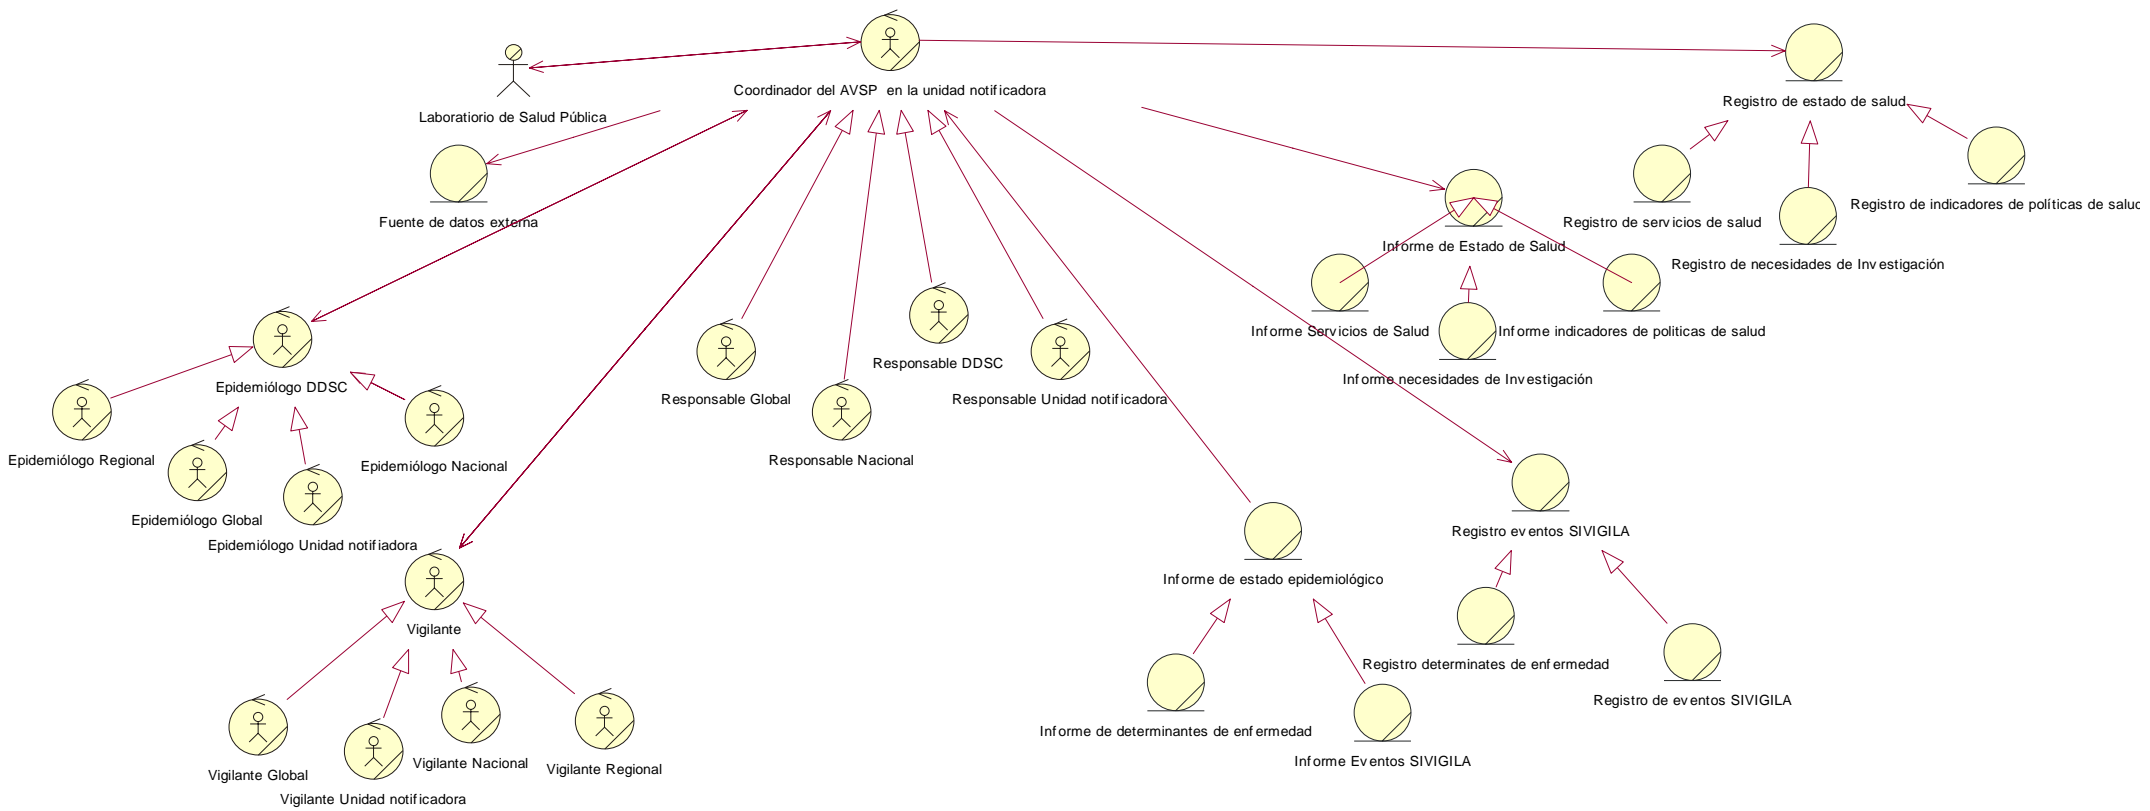 Coordinador del AVSP en la unidad notificadora
Registro de estado de salud
Laboratiorio de Salud Pública
Fuente de datos externa
Registro de servicios de salud
Registro de indicadores de políticas de salud
Registro de necesidades de Investigación
Informe de Estado de Salud
Informe Servicios de Salud
Informe indicadores de politicas de salud
Informe necesidades de Investigación
Epidemiólogo DDSC
Responsable DDSC
Responsable Global
Responsable Unidad notificadora
Responsable Nacional
Epidemiólogo Regional
Epidemiólogo Nacional
Epidemiólogo Global
Epidemiólogo Unidad notifiadora
Registro eventos SIVIGILA
Informe de estado epidemiológico
Vigilante
Registro determinates de enfermedad
Registro de eventos SIVIGILA
Informe de determinantes de enfermedad
Informe Eventos SIVIGILA
Vigilante Global
Vigilante Nacional
Vigilante Regional
Vigilante Unidad notificadora